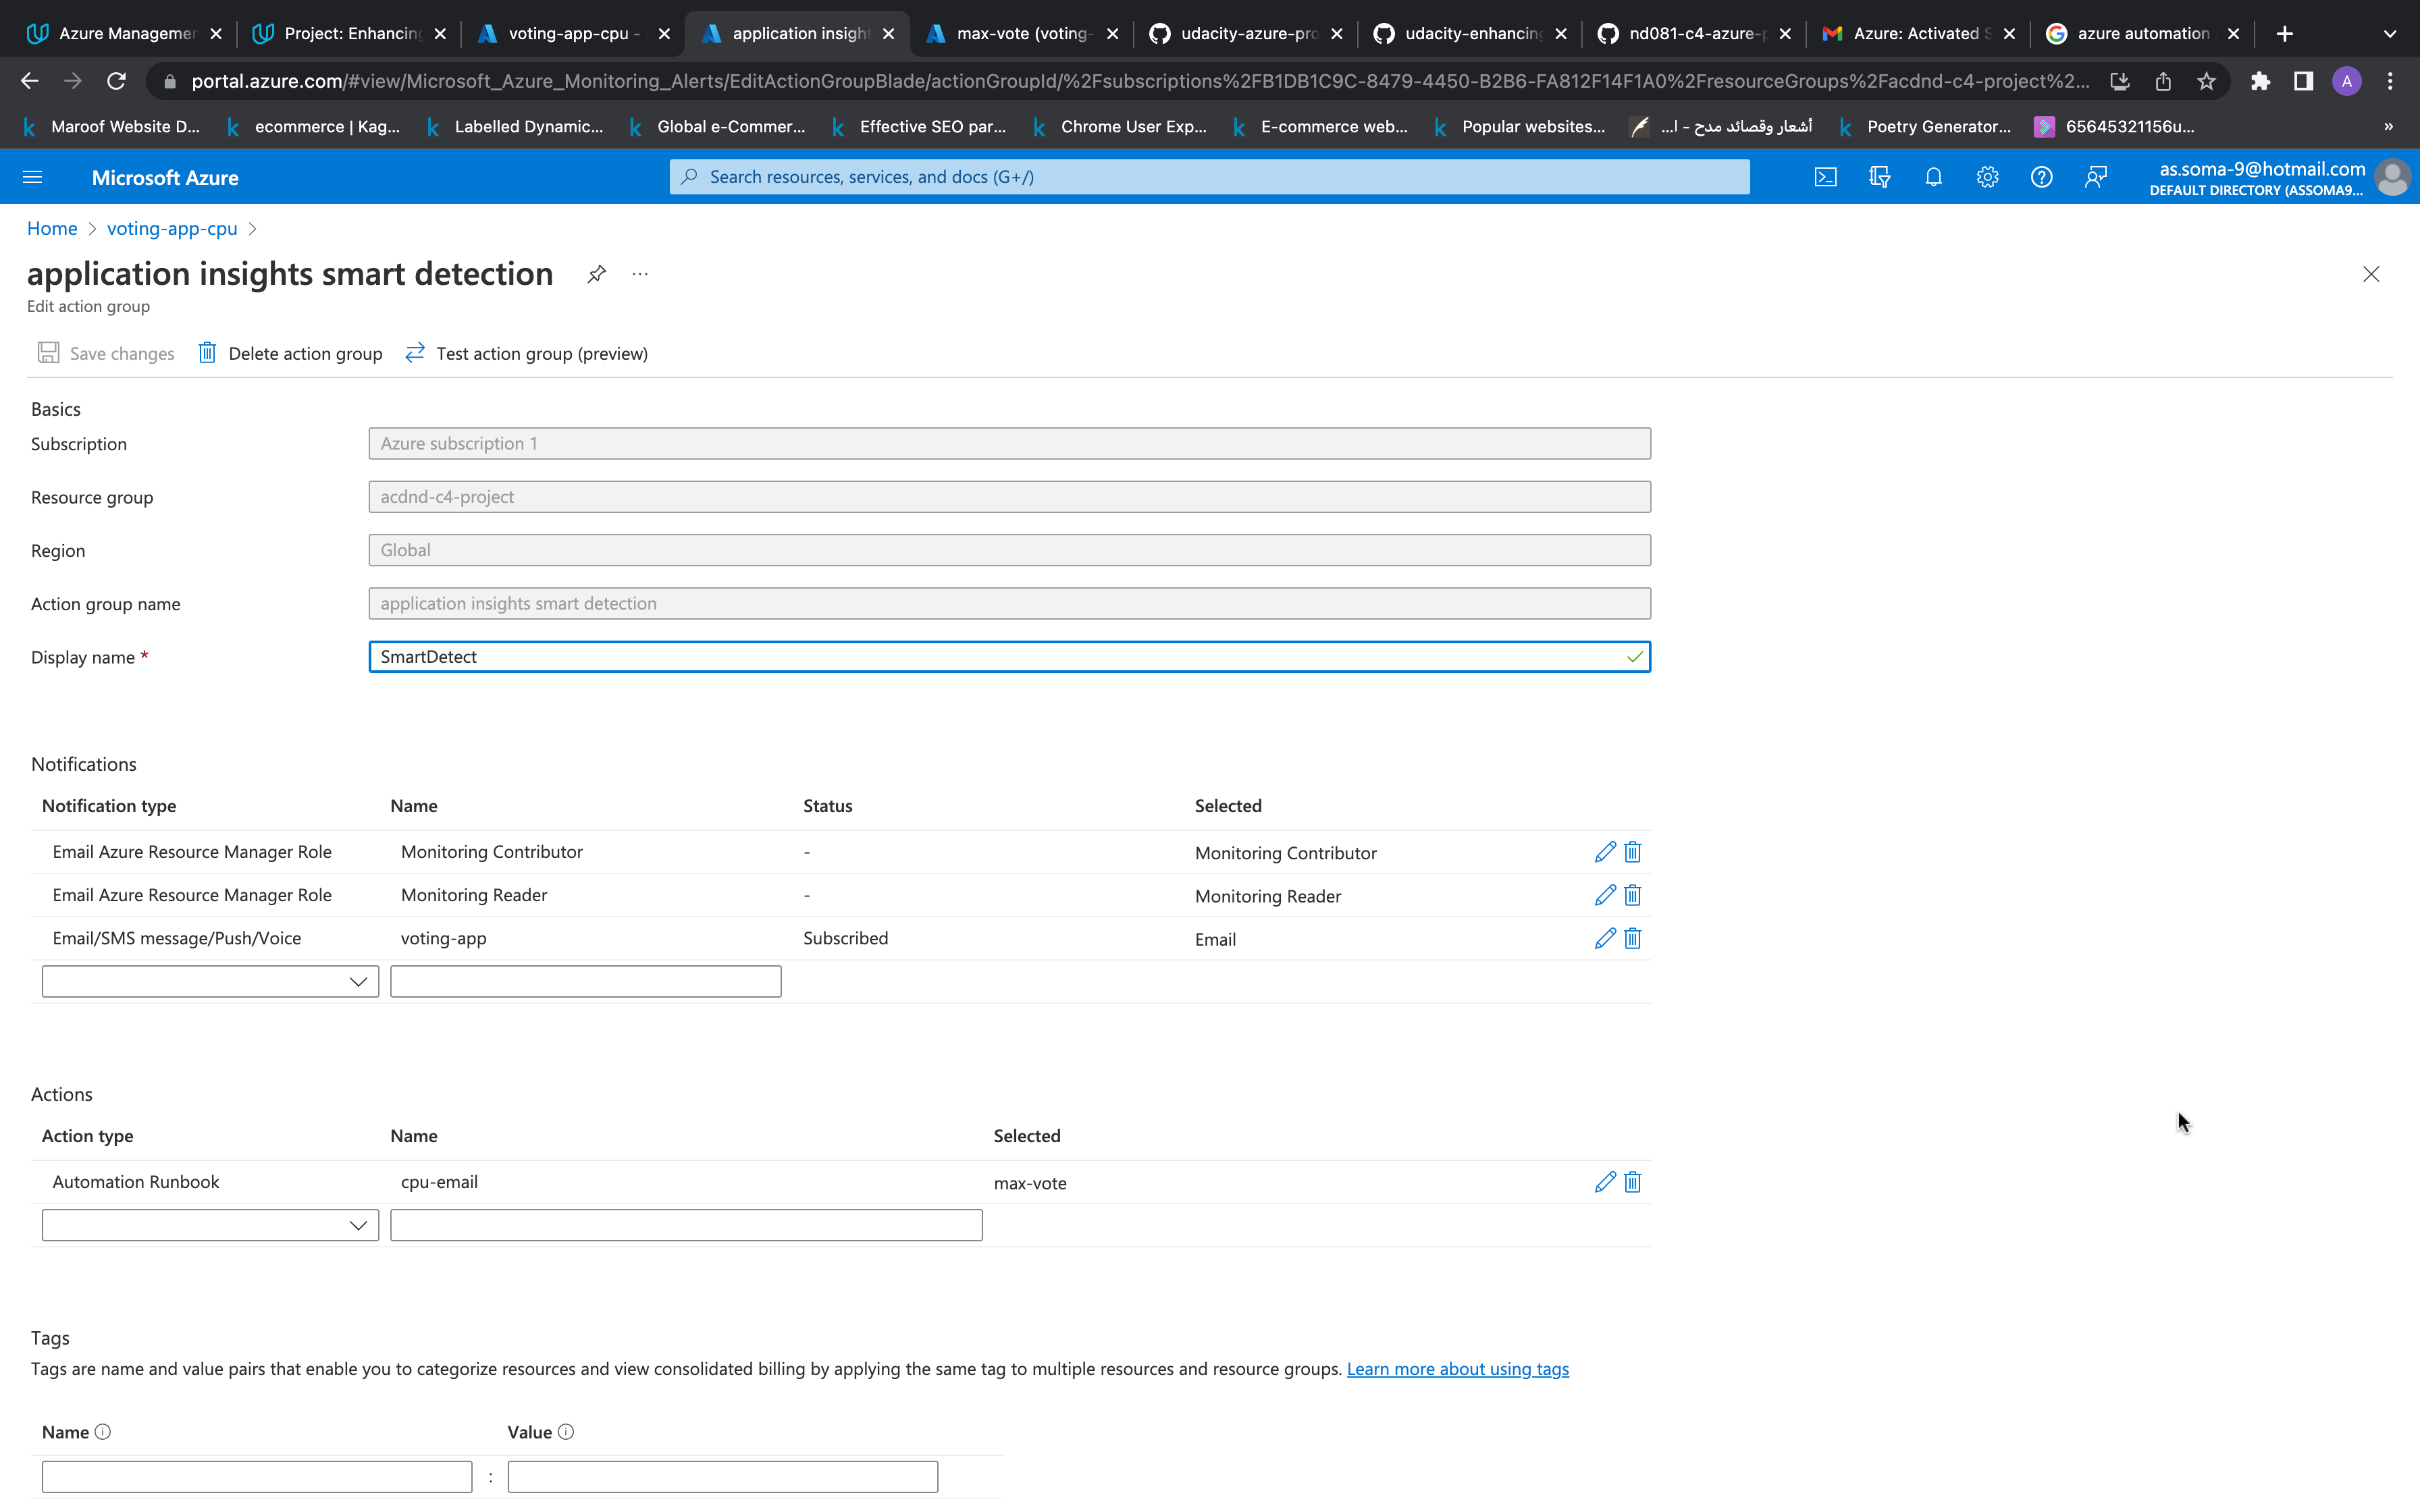 Azure Managemen
Project: Enhancing
voting-app-cpu -
application insight
max-vote (voting-
udacity-azure-pro
udacity-enhancing
nd081-c4-azure-p
Azure: Activated S
azure automation
portal.azure.com/#view/Microsoft_Azure_Monitoring_Alerts/EditActionGroupBlade/actionGroupId/%2Fsubscriptions%2FB1DB1C9C-8479-4450-B2B6-FA812F14F1A0%2FresourceGroups%2Facdnd-c4-project%2...
A
Maroof Website D...
ecommerce | Kag...
Labelled Dynamic...
Global e-Commer...
Effective SEO par...
Chrome User Exp...
E-commerce web...
Popular websites...
أشعار وقصائد مدح - ا...
Poetry Generator...
65645321156u...
»
Microsoft Azure
Search resources, services, and docs (G+/)
as.soma-9@hotmail.com
DEFAULT DIRECTORY (ASSOMA9...
Home > voting-app-cpu >
application insights smart detection
Edit action group
Save changes
Delete action group
Test action group (preview)
Basics
Subscription
Azure subscription 1
Resource group
acdnd-c4-project
Region
Global
Action group name
application insights smart detection
Display name *
SmartDetect
Notifications
Notification type Name Status Selected
Email Azure Resource Manager Role Monitoring Contributor - Monitoring Contributor
Email Azure Resource Manager Role Monitoring Reader - Monitoring Reader
Email/SMS message/Push/Voice voting-app Subscribed Email
Actions
Action type Name Selected
Automation Runbook cpu-email max-vote
Tags
Tags are name and value pairs that enable you to categorize resources and view consolidated billing by applying the same tag to multiple resources and resource groups. Learn more about using tags
Name Value
: